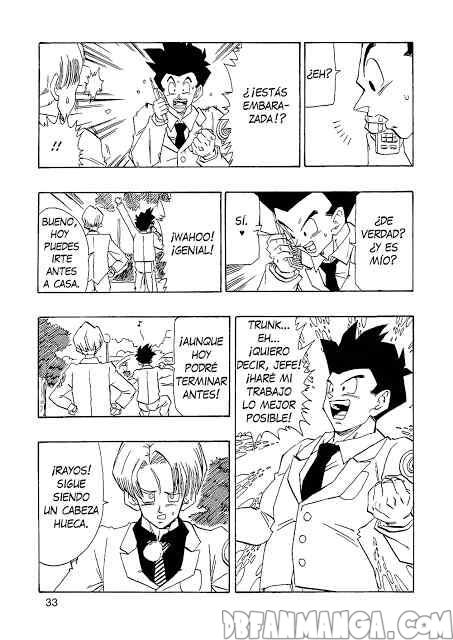 ¿EH?
¿¡ESTÁS
EMBARA-
ZADA!?
!!
¿DE
VERDAD?
¿Y ES
MÍO?
SÍ.
♥
¡WAHOO!
¡GENIAL!
BUENO,
HOY
PUEDES
IRTE
ANTES
A CASA.
TRUNK...
EH...
¡QUIERO
DECIR, JEFE!
¡HARÉ MI
TRABAJO
LO MEJOR
POSIBLE!
¡AUNQUE
HOY
PODRÉ
TERMINAR
ANTES!
♪
¡RAYOS!
SIGUE
SIENDO
UN CABEZA
HUECA.
33
DBFANMANGA.COM